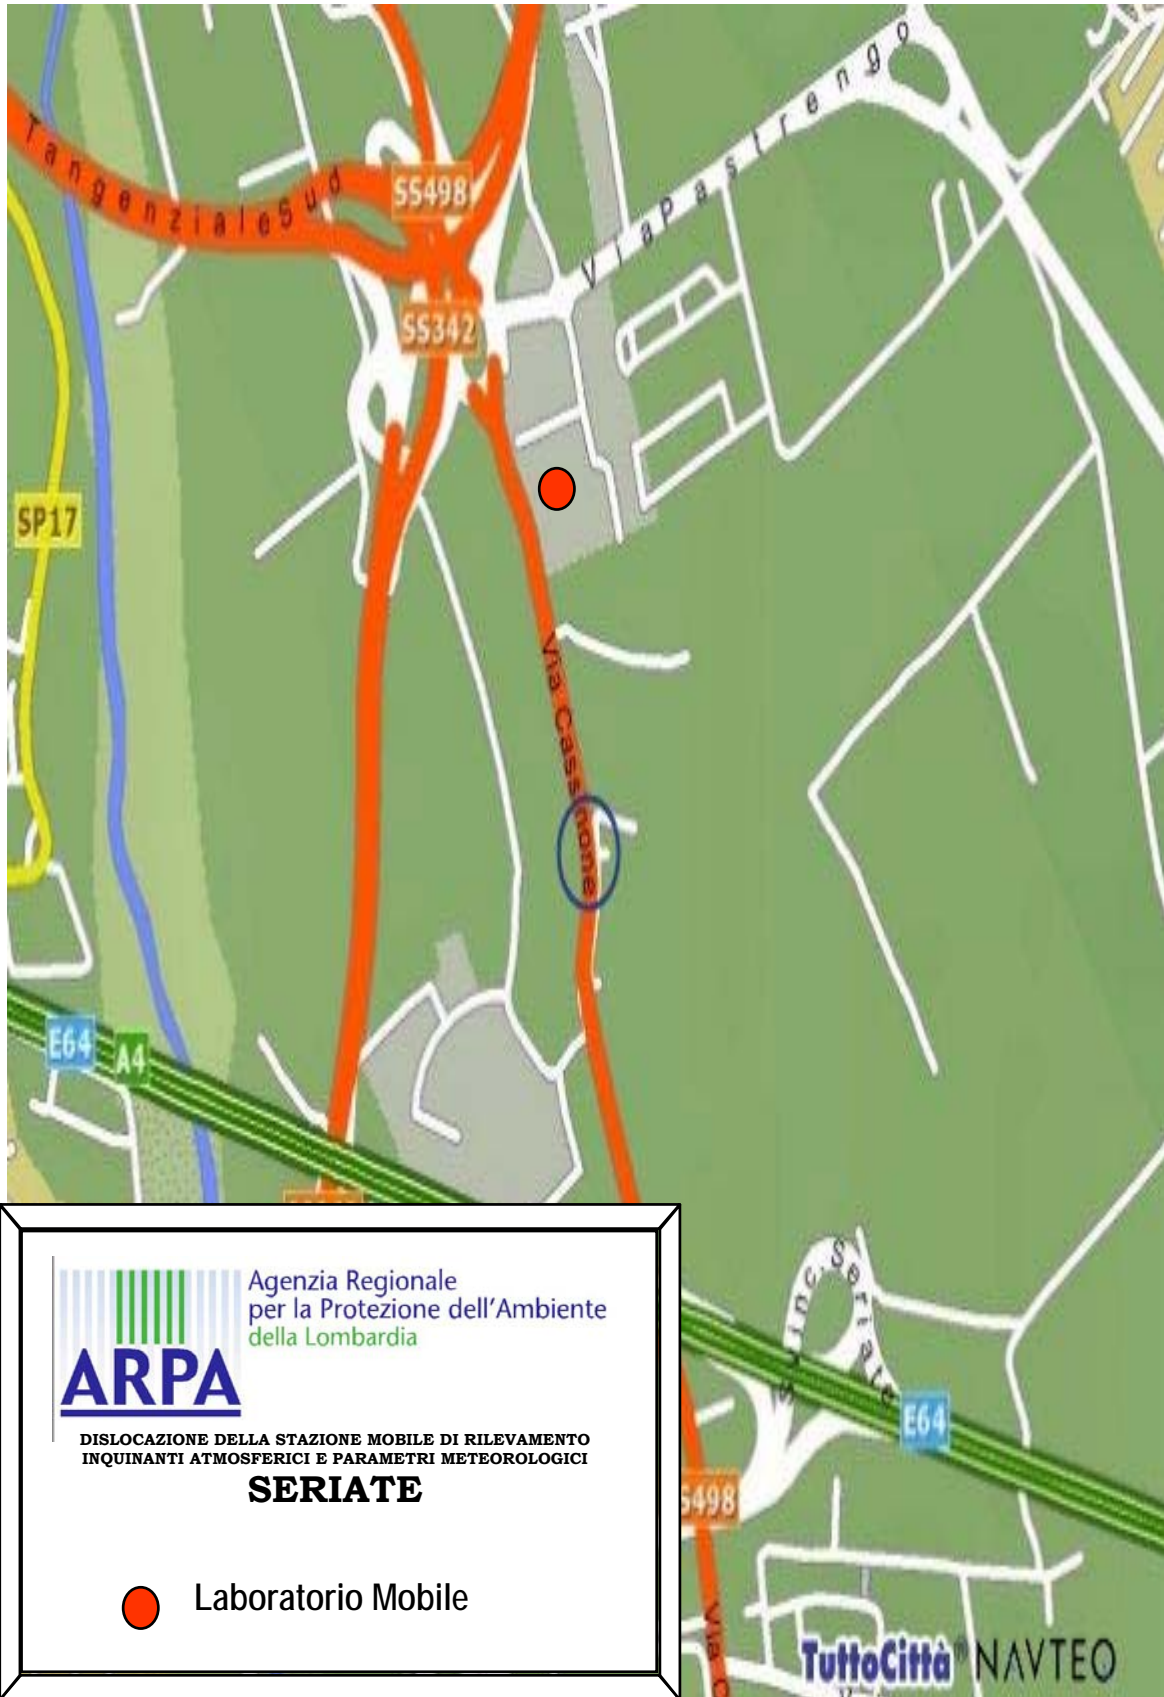 Tangenziale Sud
SS498
Via Pastrengo
SS342
SP17
Via Cassinone
E64
A4
Svinc. Seriate
E64
S498
ARPA
Agenzia Regionale
per la Protezione dell'Ambiente
della Lombardia
DISLOCAZIONE DELLA STAZIONE MOBILE DI RILEVAMENTO
INQUINANTI ATMOSFERICI E PARAMETRI METEOROLOGICI
SERIATE
Laboratorio Mobile
Via C
TuttoCittà® NAVTEQ